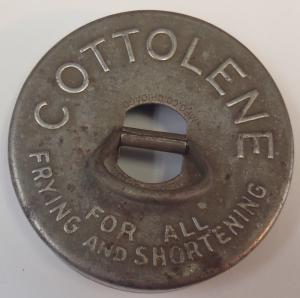 COTTOLENE
FOR ALL
FRYING AND SHORTENING